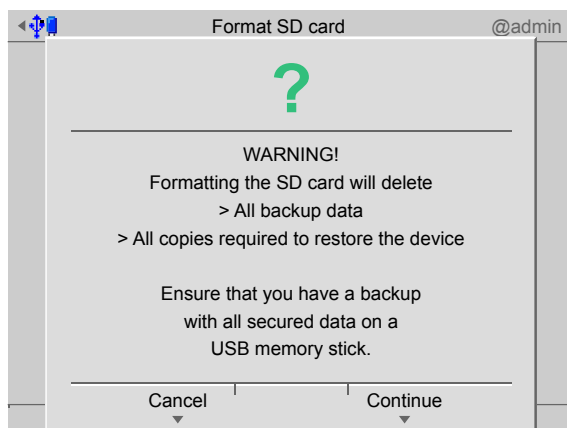 Format SD card @admin
?
WARNING!
Formatting the SD card will delete
> All backup data
> All copies required to restore the device
Ensure that you have a backup
with all secured data on a
USB memory stick.
Cancel Continue